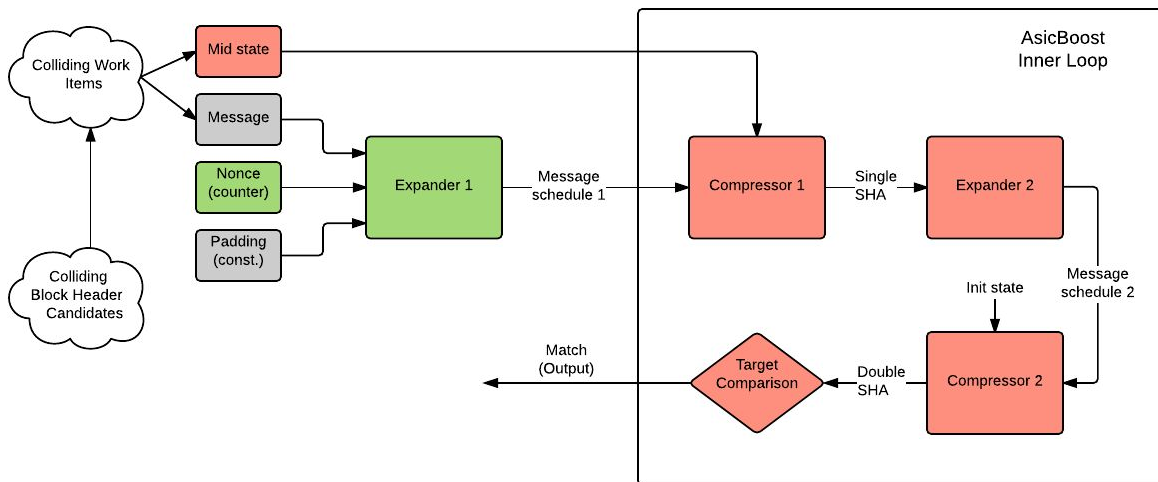 AsicBoost
Inner Loop
Colliding Work
Items
Mid state
Message
Nonce
(counter)
Padding
(const.)
Colliding
Block Header
Candidates
Expander 1
Message
schedule 1
Compressor 1
Single
SHA
Expander 2
Message
schedule 2
Init state
Compressor 2
Double
SHA
Target
Comparison
Match
(Output)